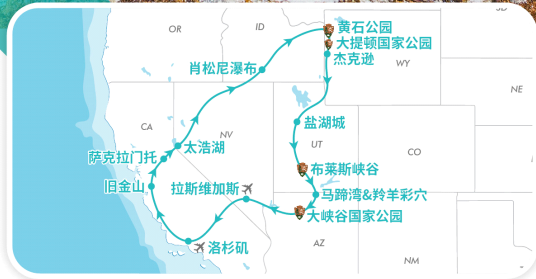 OR
ID
黄石公园
大提顿国家公园
杰克逊
WY
肖松尼瀑布
NE
盐湖城
CA
NV
太浩湖
UT
CO
萨克拉门托
布莱斯峡谷
旧金山
拉斯维加斯
马蹄湾&羚羊彩穴
大峡谷国家公园
洛杉矶
AZ
NM